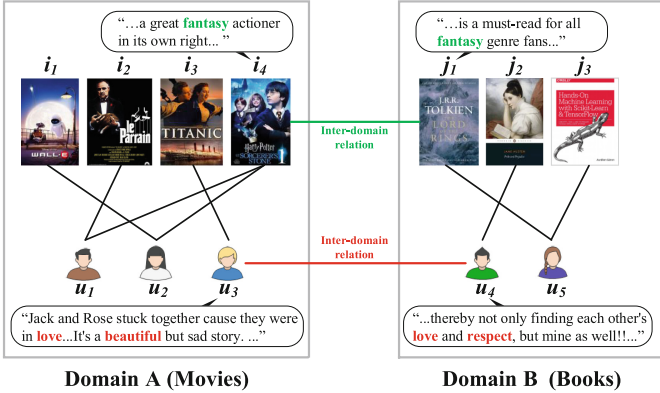 “…a great fantasy actioner
in its own right... ”
“…is a must-read for all
fantasy genre fans...”
i1
i2
i3
i4
j1
j2
j3
WALL·E
le
Parrain
TITANIC
Harry Potter
SORCERER'S
STONE
J.R.R.
TOLKIEN
LORD
RINGS
Hands-On
Machine Learning
with Scikit-Learn
& TensorFlow
Inter-domain
relation
Inter-domain
relation
u1
u2
u3
u4
u5
“Jack and Rose stuck together cause they were
in love...It's a beautiful but sad story. ...”
“...thereby not only finding each other's
love and respect, but mine as well!!...”
Domain A (Movies)
Domain B (Books)